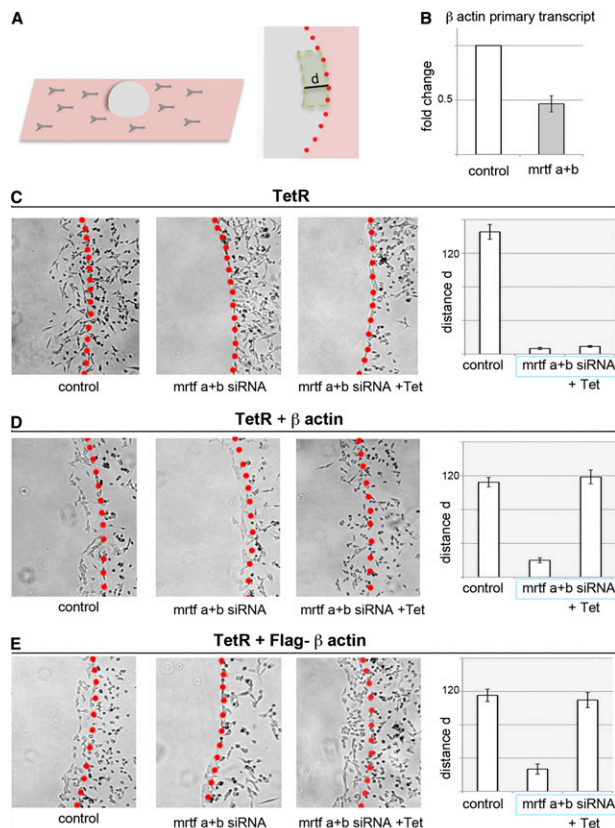 A
d
B
β actin primary transcript
fold change
0.5
control
mrtf a+b
C
TetR
control
mrtf a+b siRNA
mrtf a+b siRNA +Tet
distance d
120
control
mrtf a+b siRNA
+ Tet
D
TetR + β actin
control
mrtf a+b siRNA
mrtf a+b siRNA +Tet
distance d
120
control
mrtf a+b siRNA
+ Tet
E
TetR + Flag- β actin
control
mrtf a+b siRNA
mrtf a+b siRNA +Tet
distance d
120
control
mrtf a+b siRNA
+ Tet